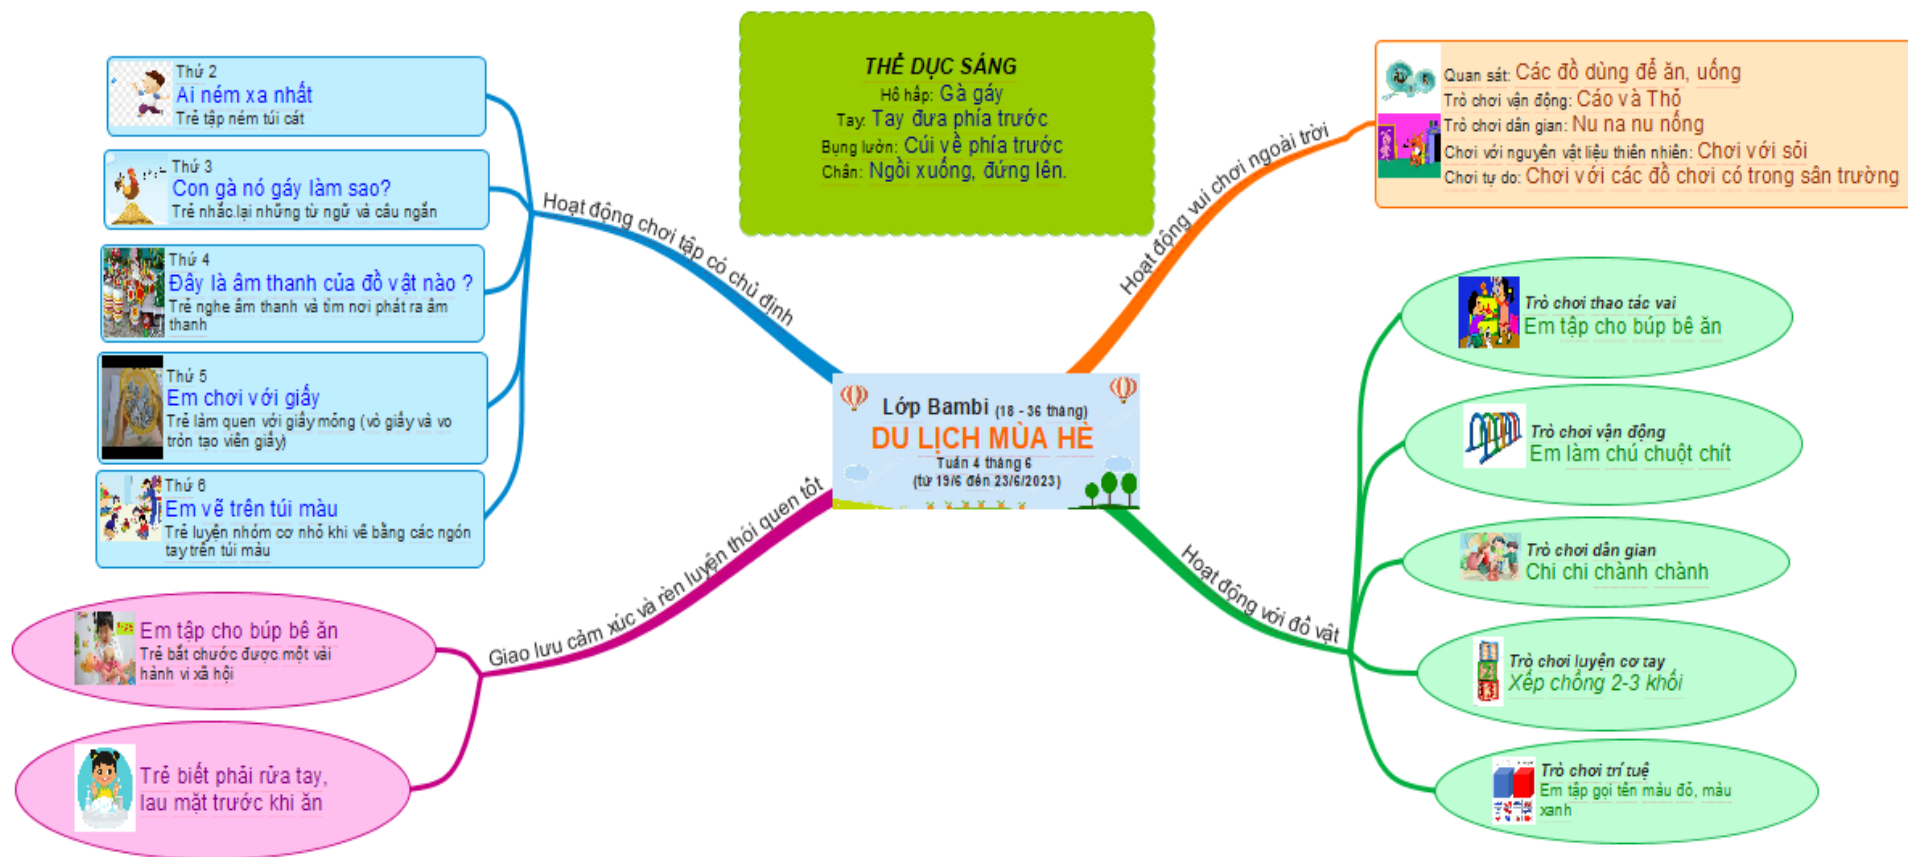 THỂ DỤC SÁNG
Hô hấp: Gà gáy
Tay: Tay đưa phía trước
Bụng lườn: Cúi về phía trước
Chân: Ngồi xuống, đứng lên.
Thứ 2
Ai ném xa nhất
Trẻ tập ném túi cát
Thứ 3
Con gà nó gáy làm sao?
Trẻ nhắc.lại những từ ngữ và câu ngắn
Thứ 4
Đây là âm thanh của đồ vật nào ?
Trẻ nghe âm thanh và tìm nơi phát ra âm
thanh
Thứ 5
Em chơi với giấy
Trẻ làm quen với giấy mỏng (vò giấy và vo
tròn tạo viên giấy)
Thứ 6
Em vẽ trên túi màu
Trẻ luyện nhóm cơ nhỏ khi vẽ bằng các ngón
tay trên túi màu
Hoạt động chơi tập có chủ định
Hoạt động vui chơi ngoài trời
Quan sát: Các đồ dùng để ăn, uống
Trò chơi vận động: Cáo và Thỏ
Trò chơi dân gian: Nu na nu nống
Chơi với nguyên vật liệu thiên nhiên: Chơi với sỏi
Chơi tự do: Chơi với các đồ chơi có trong sân trường
Lớp Bambi (18 - 36 tháng)
DU LỊCH MÙA HÈ
Tuần 4 tháng 6
(từ 19/6 đến 23/6/2023)
Giao lưu cảm xúc và rèn luyện thói quen tốt
Em tập cho búp bê ăn
Trẻ bắt chước được một vài
hành vi xã hội
Trẻ biết phải rửa tay,
lau mặt trước khi ăn
Hoạt động với đồ vật
Trò chơi thao tác vai
Em tập cho búp bê ăn
Trò chơi vận động
Em làm chú chuột chít
Trò chơi dân gian
Chi chi chành chành
Trò chơi luyện cơ tay
Xếp chồng 2-3 khối
Trò chơi trí tuệ
Em tập gọi tên màu đỏ, màu
xanh